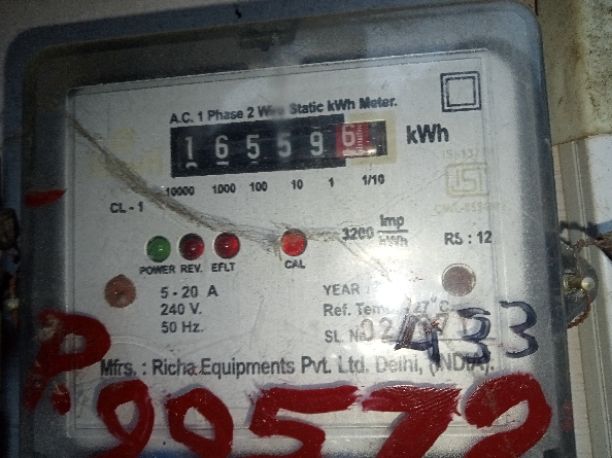 A.C. 1 Phase 2 Wire Static kWh Meter.
165596 kWh
10000 1000 100 10 1 1/10
CL - 1
3200 Imp/kWh RS : 12
POWER REV. EFLT CAL
5 - 20 A
240 V.
50 Hz.
YEAR :
Ref. Temp. 27°C
SL. No.
433
Mfrs. : Richa Equipments Pvt. Ltd. Delhi, (INDIA).
P.99572